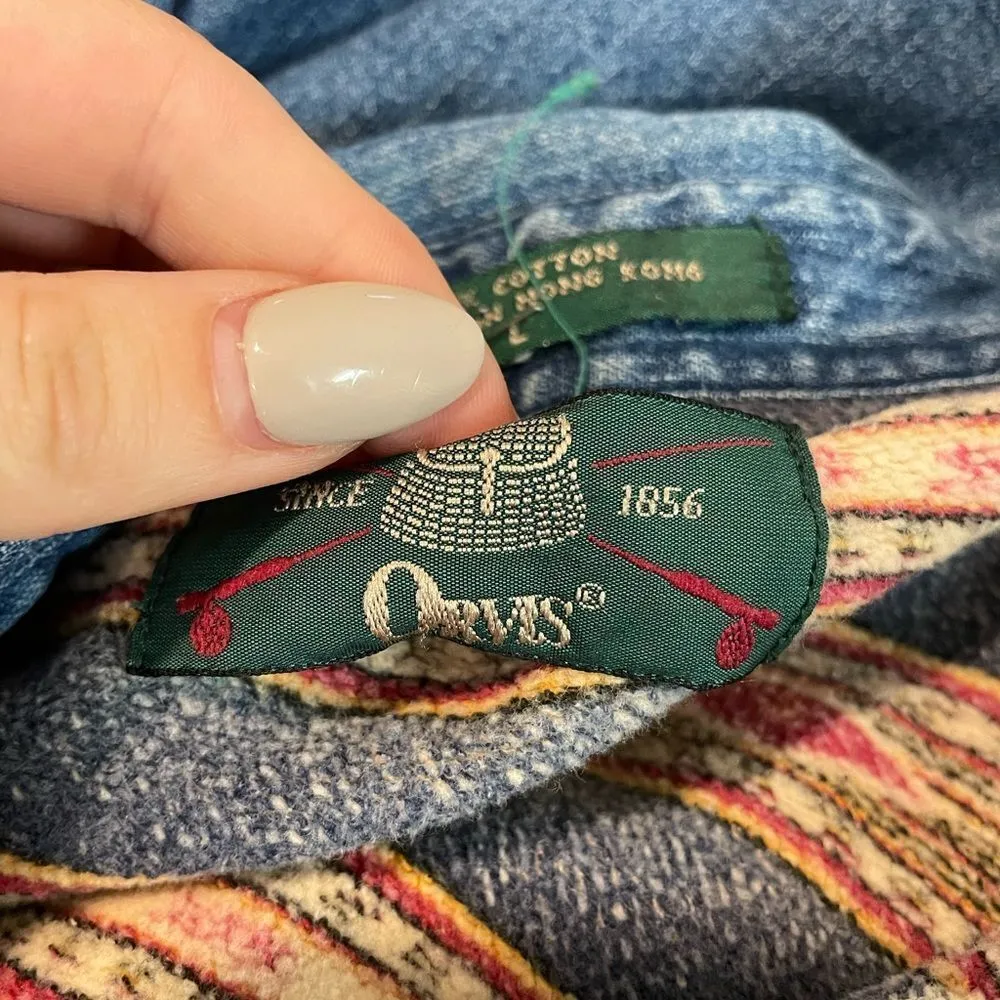 COTTON
HONG KONG
L
SINCE 1856
ORVIS®